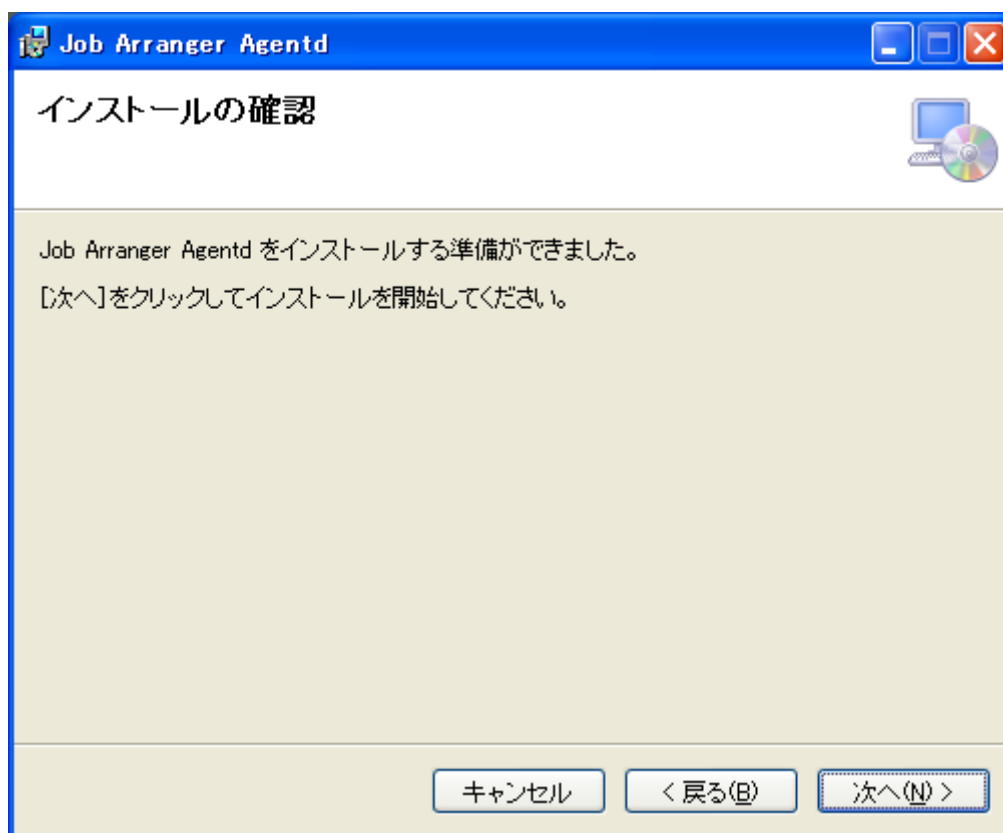 Job Arranger Agentd
インストールの確認
Job Arranger Agentd をインストールする準備ができました。
[次へ]をクリックしてインストールを開始してください。
キャンセル
< 戻る(B)
次へ(N) >